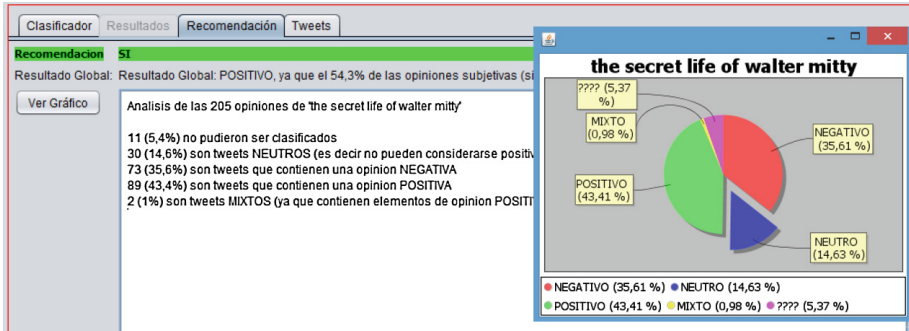 Clasificador Resultados Recomendación Tweets
Recomendacion SI
Resultado Global: Resultado Global: POSITIVO, ya que el 54,3% de las opiniones subjetivas (si
Ver Gráfico
Analisis de las 205 opiniones de 'the secret life of walter mitty'
11 (5,4%) no pudieron ser clasificados
30 (14,6%) son tweets NEUTROS (es decir no pueden considerarse positiv
73 (35,6%) son tweets que contienen una opinion NEGATIVA
89 (43,4%) son tweets que contienen una opinion POSITIVA
2 (1%) son tweets MIXTOS (ya que contienen elementos de opinion POSITI
the secret life of walter mitty
???? (5,37
%)
MIXTO
(0,98 %)
NEGATIVO
(35,61 %)
POSITIVO
(43,41 %)
NEUTRO
(14,63 %)
NEGATIVO (35,61 %) NEUTRO (14,63 %)
POSITIVO (43,41 %) MIXTO (0,98 %) ???? (5,37 %)